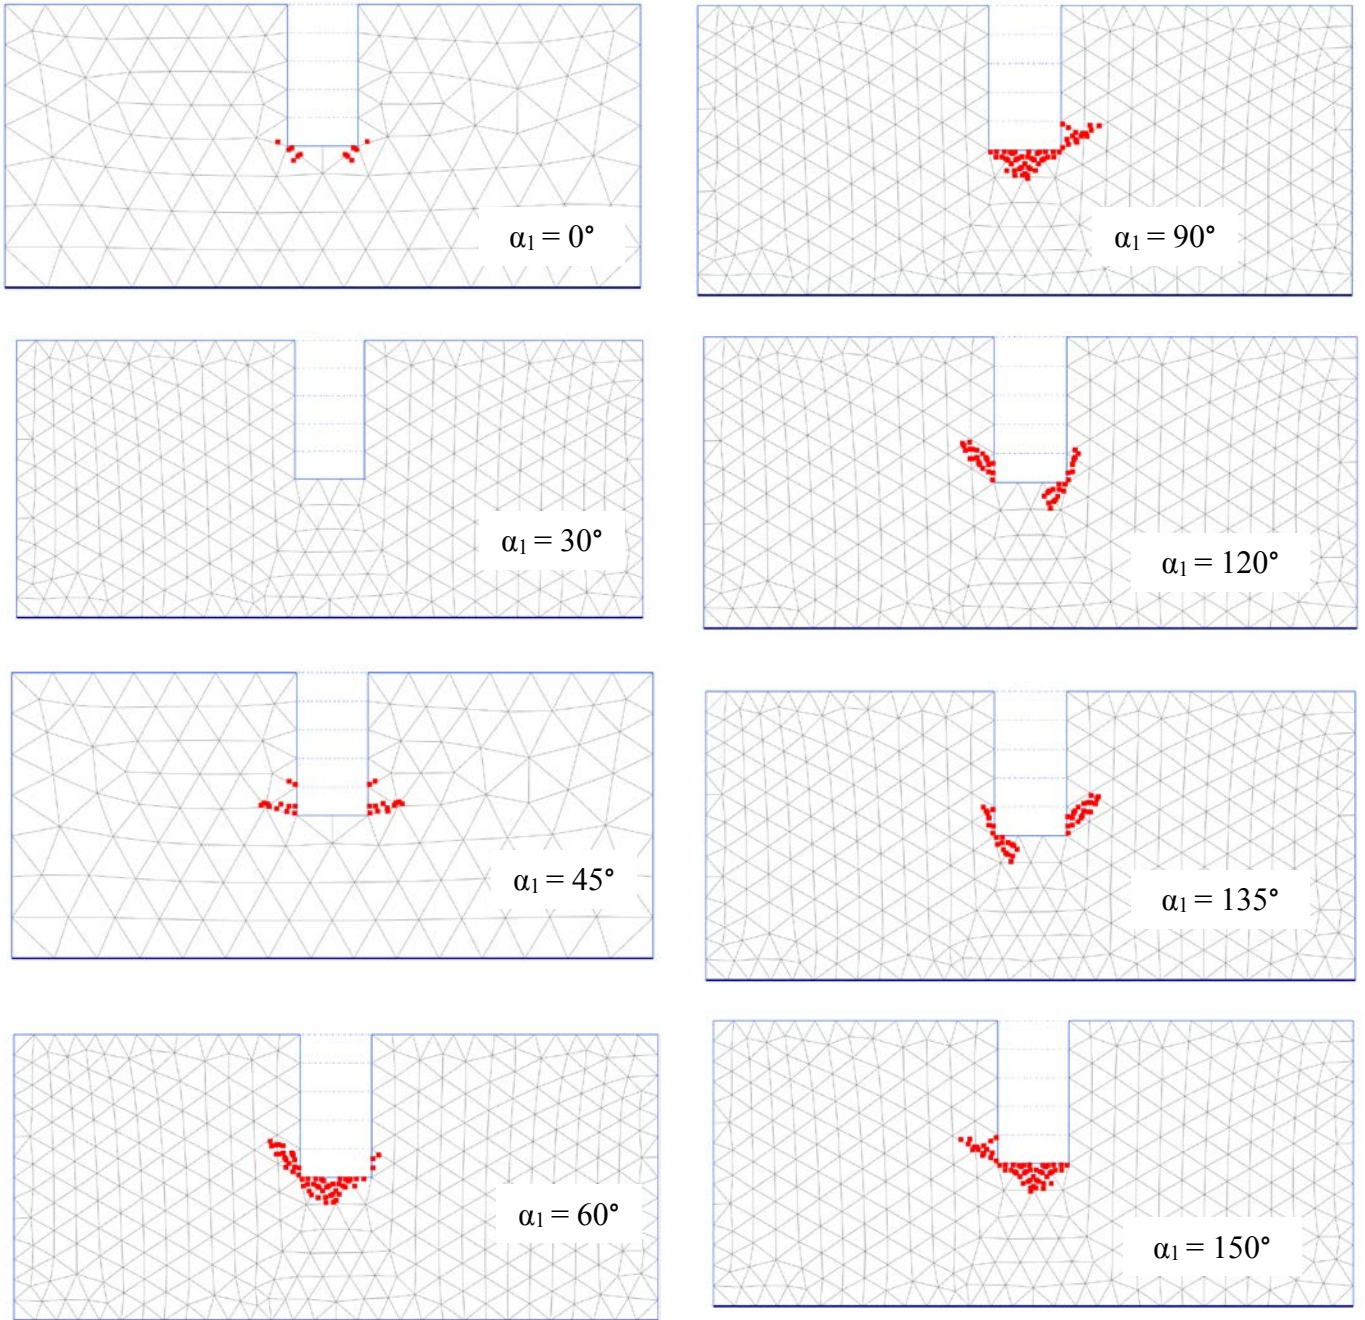 α₁ = 0°
α₁ = 90°
α₁ = 30°
α₁ = 120°
α₁ = 45°
α₁ = 135°
α₁ = 60°
α₁ = 150°